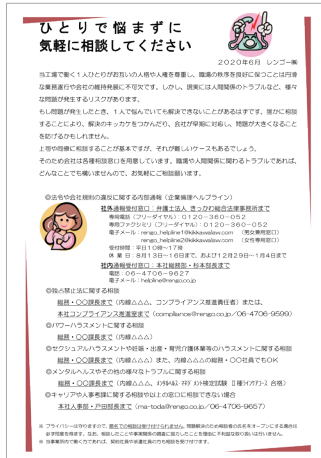 ひとりで悩まずに
気軽に相談してください
２０２０年６月　レンゴー㈱
当工場で働く１人ひとりがお互いの人格や人権を尊重し、職場の秩序を良好に保つことは円滑
な業務遂行や会社の維持発展に不可欠です。しかし、現実には人間関係のトラブルなど、様々
な問題が発生するリスクがあります。
もし問題が発生したとき、１人で悩んでいても解決できないことがあるはずです。誰かに相談
することにより、解決のキッカケをつかんだり、会社が早期に対応し、問題が大きくなること
を防げるかもしれません。
上司や同僚に相談することが基本ですが、それが難しいケースもあるでしょう。
そのため会社は各種相談窓口を用意しています。職場や人間関係に関わるトラブルであれば、
どんなことでも構いませんので、お気軽にご相談願います。
◎法令や会社規則の違反に関する内部通報（企業倫理ヘルプライン）
社外通報受付窓口：弁護士法人 きっかわ総合法律事務所まで
専用電話（フリーダイヤル）：０１２０－３６０－０５２
専用ファクシミリ（フリーダイヤル）：０１２０－３６０－０５２
電子メール：rengo_helpline1@kikkawalaw.com　（男女兼用窓口）
rengo_helpline2@kikkawalaw.com　（女性専用窓口）
受付時間：平日１０時～１７時
休 業 日：８月１３日～１６日、および１２月２９日～１月４日まで
社内通報受付窓口：本社総務部・杉本部長まで
電話：０６－４７０６－９６２７
電子メール：helpline@rengo.co.jp
◎独占禁止法に関する相談
総務・〇〇課長まで（内線△△△、コンプライアンス推進責任者）または、
本社コンプライアンス推進室まで（compliance@rengo.co.jp／06-4706-9599）
◎パワーハラスメントに関する相談
総務・〇〇課長まで（内線△△△）
◎セクシュアルハラスメントや妊娠・出産・育児介護休業等のハラスメントに関する相談
総務・〇〇課長まで（内線△△△）また、内線△△△の総務・〇〇社員でもＯＫ
◎メンタルヘルスやその他の様々なトラブルに関する相談
総務・〇〇課長まで（内線△△△、ﾒﾝﾀﾙﾍﾙｽ･ﾏﾈｼﾞﾒﾝﾄ検定試験 Ⅱ種ﾗｲﾝｹｱｺｰｽ 合格）
◎キャリアや人事考課に関する相談や以上の窓口に相談できない場合
本社人事部・戸田部長まで（ma-toda@rengo.co.jp／06-4706-9657）
※ プライバシーは守りますので、匿名での相談は受け付けられません。問題解決のため相談者の氏名をオープンにする場合は
必ず同意を得ます。なお、相談したことや事実関係の調査に協力したことを理由に不利益な取り扱いは行いません。
※ 当事業所内で働く方であれば、契約社員や派遣社員の方も相談を受け付けます。